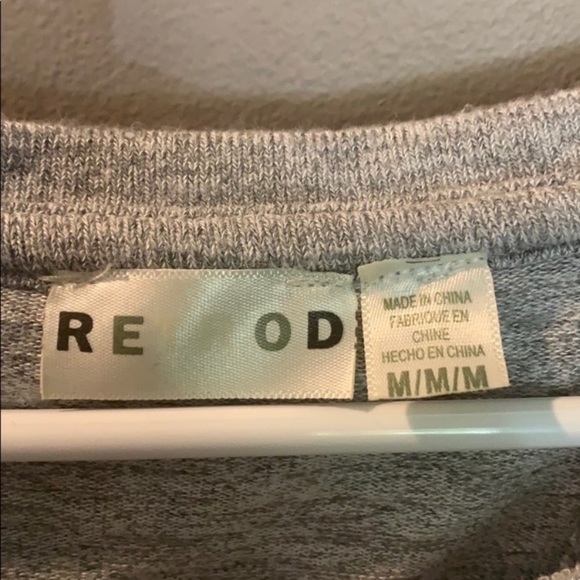 RE OD
MADE IN CHINA
FABRIQUE EN
CHINE
HECHO EN CHINA
M/M/M